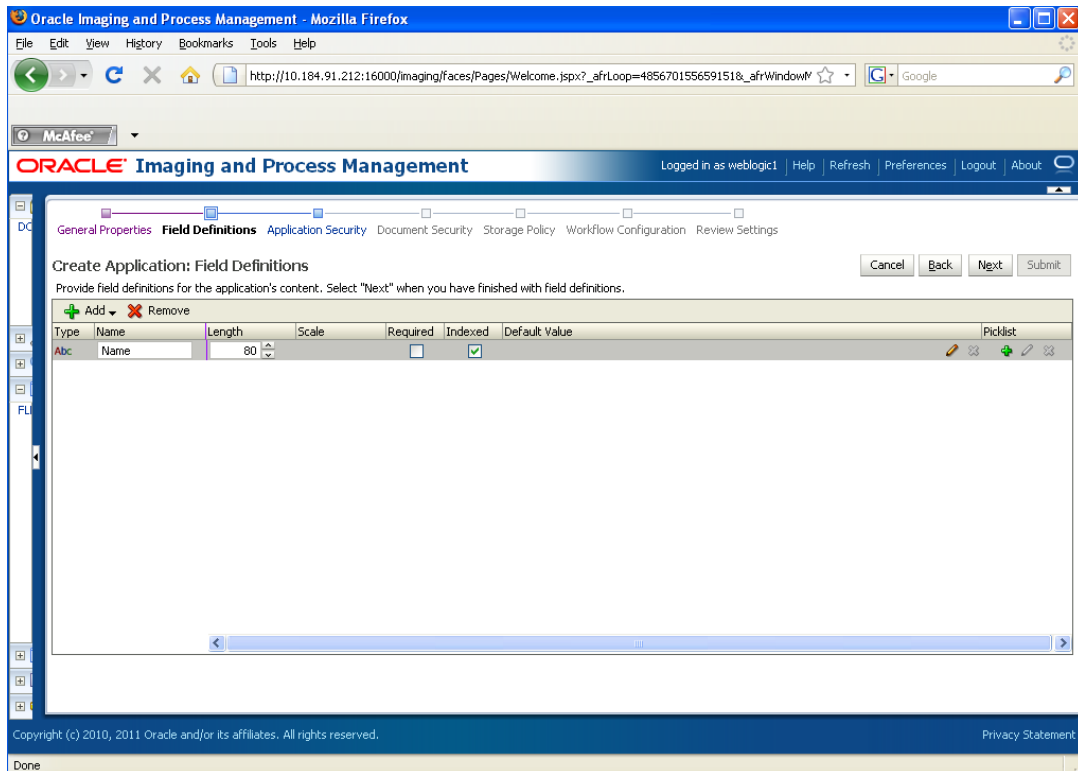 Oracle Imaging and Process Management - Mozilla Firefox
File Edit View History Bookmarks Tools Help
http://10.184.91.212:16000/imaging/faces/Pages/Welcome.jspx?_afrLoop=485670155659151&_afrWindowM
G Google
McAfee
ORACLE Imaging and Process Management
Logged in as weblogic1 | Help | Refresh | Preferences | Logout | About
DO
General Properties Field Definitions Application Security Document Security Storage Policy Workflow Configuration Review Settings
Create Application: Field Definitions
Cancel Back Next Submit
Provide field definitions for the application's content. Select "Next" when you have finished with field definitions.
Add Remove
Type Name Length Scale Required Indexed Default Value Picklist
Abc Name 80
FLI
Copyright (c) 2010, 2011 Oracle and/or its affiliates. All rights reserved.
Privacy Statement
Done